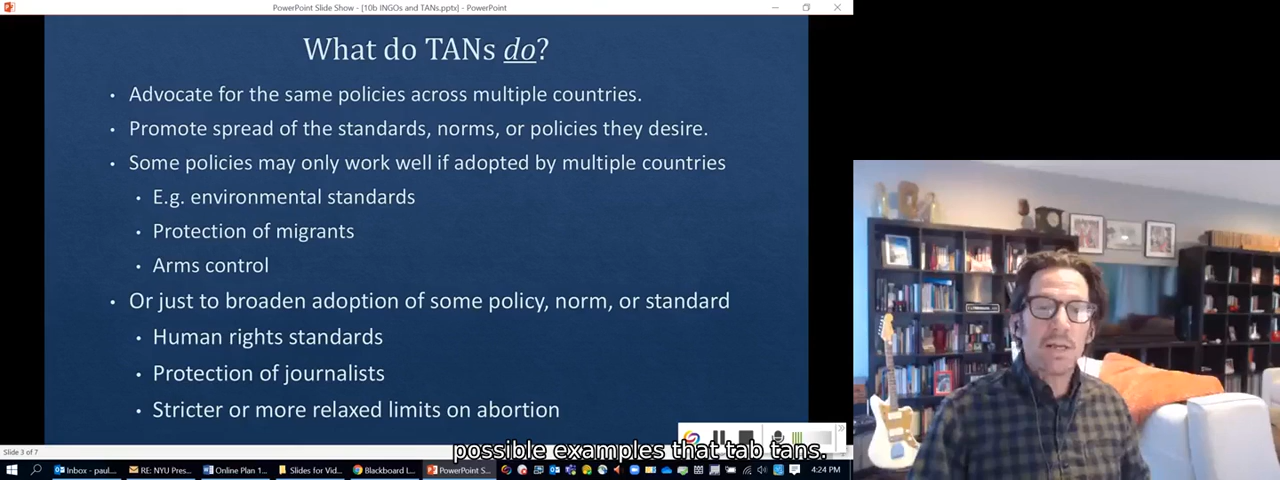 PowerPoint Slide Show - [10b INGOs and TANs.pptx] - PowerPoint
What do TANs do?
• Advocate for the same policies across multiple countries.
• Promote spread of the standards, norms, or policies they desire.
• Some policies may only work well if adopted by multiple countries
• E.g. environmental standards
• Protection of migrants
• Arms control
• Or just to broaden adoption of some policy, norm, or standard
• Human rights standards
• Protection of journalists
• Stricter or more relaxed limits on abortion
possible examples that tab tans.
Slide 3 of 7
Inbox - paul...
RE: NYU Pres...
Online Plan 1...
Slides for Vid...
Blackboard L...
PowerPoint S...
4:24 PM